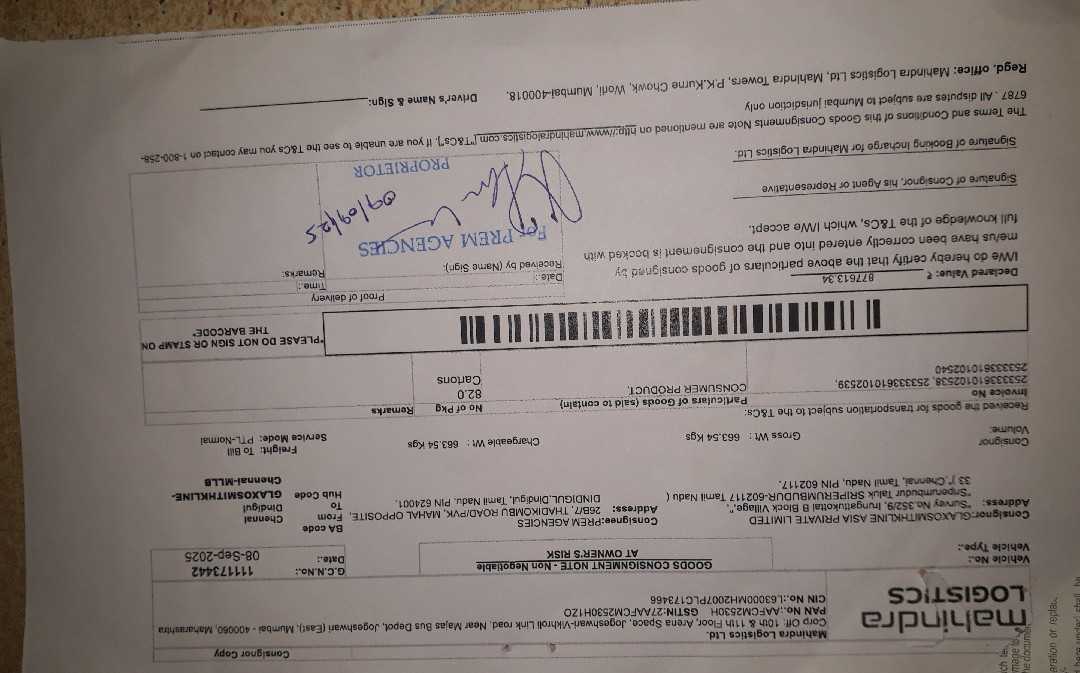 Consignor Copy
mahindra
LOGISTICS
Mahindra Logistics Ltd.
Corp Off: 10th & 11th Floor, Arena Space, Jogeshwari-Vikhroli Link road, Near Majas Bus Depot, Jogeshwari (East), Mumbai - 400060, Maharashtra
PAN No.:AAFCM2530H GSTIN:27AAFCM2530H1ZO
CIN No.:L63000MH2007PLC173466
Vehicle No.:
Vehicle Type.:
GOODS CONSIGNMENT NOTE - Non Negotiable
AT OWNER'S RISK
G.C.N.No.: 111173442
Date.: 08-Sep-2025
Consignor:GLAXOSMITHKLINE ASIA PRIVATE LIMITED
Address: "Survey No.352/9, Irungattukottai B Block Village,",
"Sriperumbudur Taluk SRIPERUMBUDUR-602117 Tamil Nadu (
33 )",Chennai, Tamil Nadu, PIN 602117.
Consignee:PREM AGENCIES
Address: 26B/7, THADIKOMBU ROAD/PVK, MAHAL OPPOSITE,
DINDIGUL,Dindigul, Tamil Nadu, PIN 624001.
BA code
From Chennai
To Dindigul
Hub Code GLAXOSMITHKLINE-
Chennai-MLLB
Consignor
Volume:
Gross Wt : 663.54 Kgs
Chargeable Wt : 663.54 Kgs
Freight: To Bill
Service Mode: PTL-Normal
Received the goods for transportation subject to the T&Cs:
Invoice No
Particulars of Goods (said to contain)
No of Pkg
Remarks
2533336101102538, 2533336101102539,
2533336101102540
CONSUMER PRODUCT,
82.0
Cartons
*PLEASE DO NOT SIGN OR STAMP ON
THE BARCODE*
Declared Value: ₹ 877613.34
I/We do hereby certify that the above particulars of goods consigned by
me/us have been correctly entered into and the consignment is booked with
full knowledge of the T&Cs, which I/We accept.
Proof of delivery
Date.:
Time.:
Received by (Name Sign):
Remarks:
For PREM AGENCIES
09/09/25
PROPRIETOR
Signature of Consignor, his Agent or Representative
Signature of Booking Incharge for Mahindra Logistics Ltd.
The Terms and Conditions of this Goods Consignments Note are mentioned on http://www.mahindralogistics.com ["T&Cs"]. If you are unable to see the T&Cs you may contact on 1-800-258-
6787 . All disputes are subject to Mumbai jurisdiction only
Regd. office: Mahindra Logistics Ltd, Mahindra Towers, P.K.Kurne Chowk, Worli, Mumbai-400018.
Driver's Name & Sign: